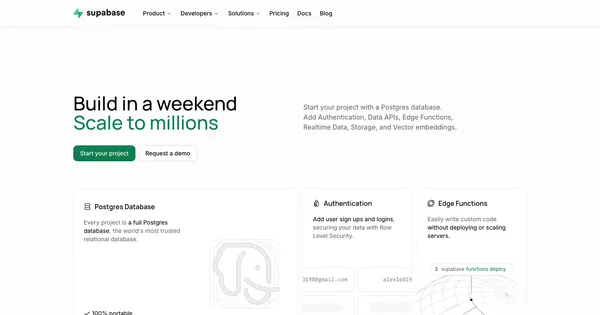 supabase Product Developers Solutions Pricing Docs Blog
Build in a weekend
Scale to millions
Start your project with a Postgres database.
Add Authentication, Data APIs, Edge Functions,
Realtime Data, Storage, and Vector embeddings.
Start your project Request a demo
Postgres Database
Every project is a full Postgres
database, the world's most trusted
relational database.
100% portable
Authentication
Add user sign ups and logins,
securing your data with Row
Level Security.
@gmail.com
Edge Functions
Easily write custom code
without deploying or scaling
servers.
$ supabase functions deploy